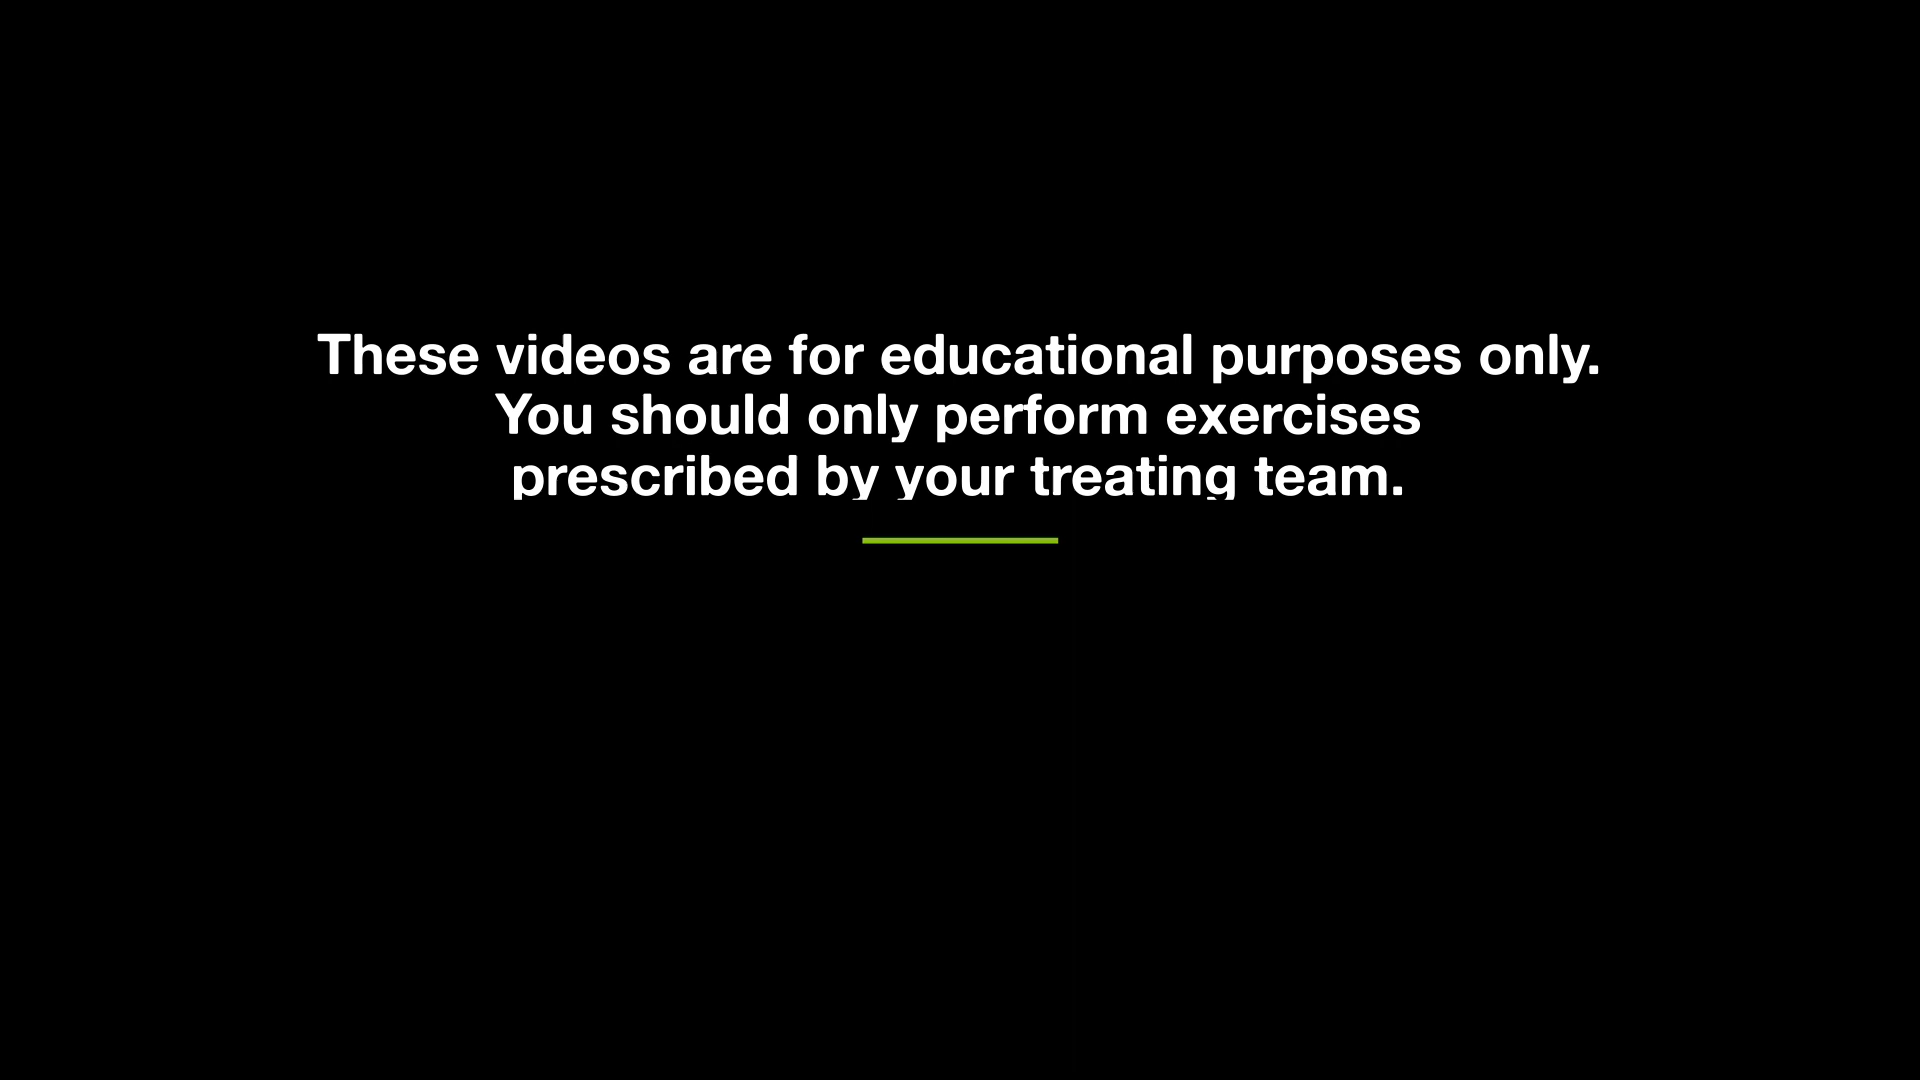 These videos are for educational purposes only.
You should only perform exercises
prescribed by your treating team.